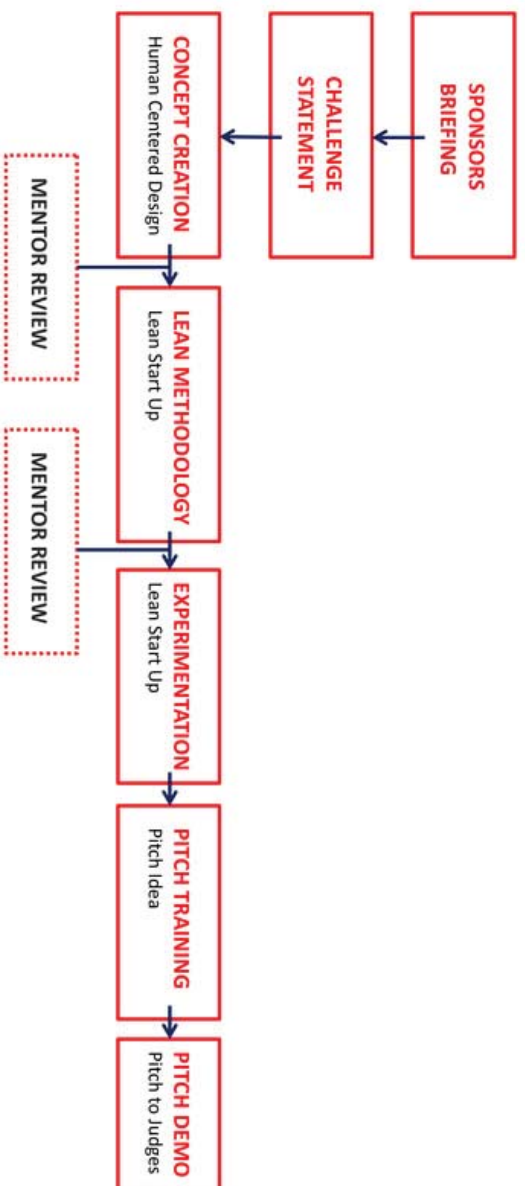 SPONSORS
BRIEFING
CHALLENGE
STATEMENT
CONCEPT CREATION
Human Centered Design
LEAN METHODOLOGY
Lean Start Up
EXPERIMENTATION
Lean Start Up
PITCH TRAINING
Pitch Idea
PITCH DEMO
Pitch to Judges
MENTOR REVIEW
MENTOR REVIEW